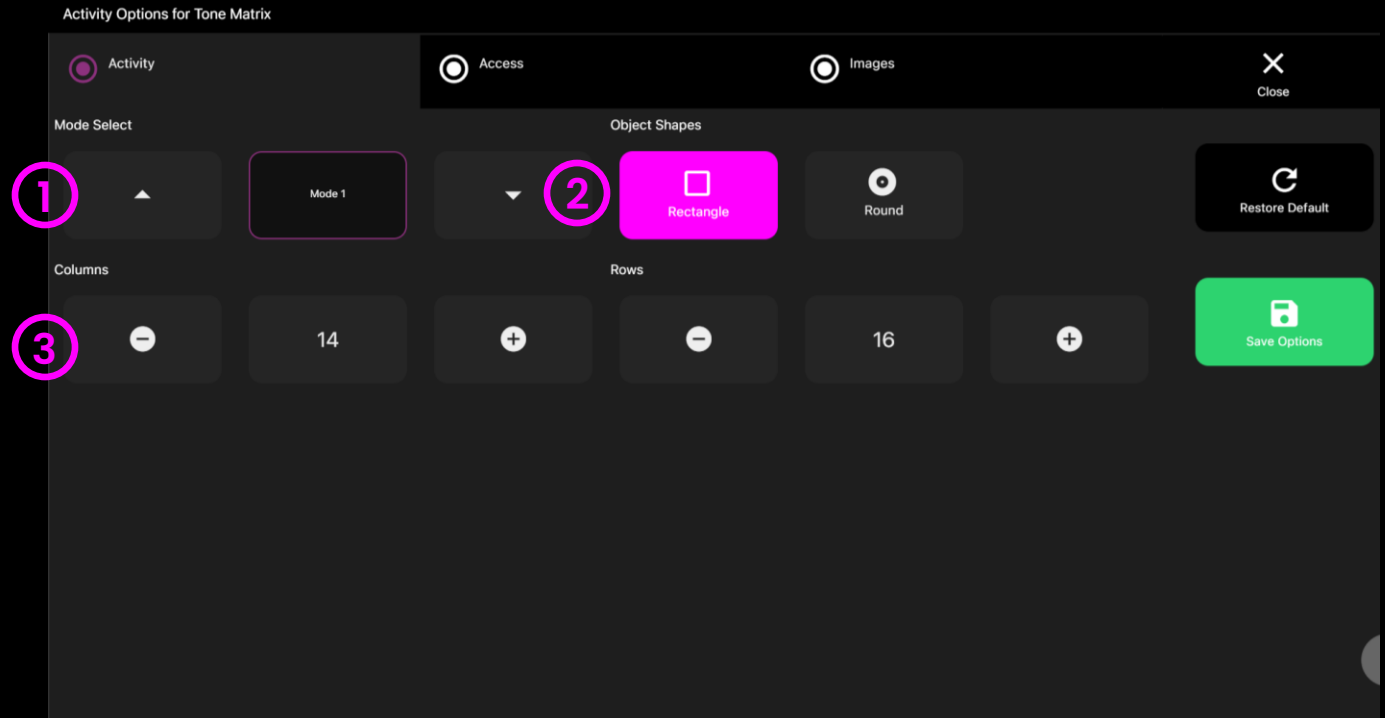 Activity Options for Tone Matrix
Activity
Access
Images
Close
Mode Select
Object Shapes
1
Mode 1
2
Rectangle
Round
Restore Default
Columns
Rows
3
14
16
Save Options